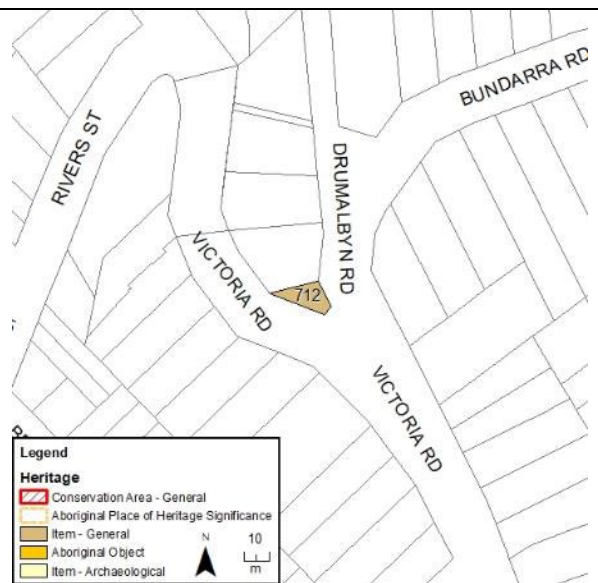 BUNDARRA RD
RIVERS ST
DRUMALBYN RD
VICTORIA RD
712
VICTORIA RD
Legend
Heritage
Conservation Area - General
Aboriginal Place of Heritage Significance
Item - General
Aboriginal Object
Item - Archaeological
N
10
m